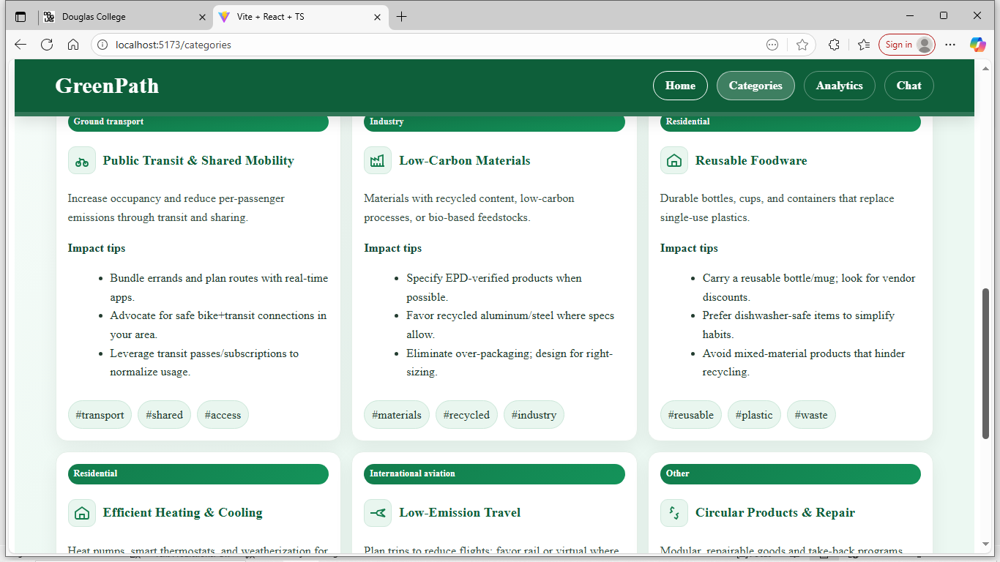 Douglas College
Vite + React + TS
localhost:5173/categories
Sign in
GreenPath
Home
Categories
Analytics
Chat
Ground transport
Public Transit & Shared Mobility
Increase occupancy and reduce per-passenger
emissions through transit and sharing.
Impact tips
• Bundle errands and plan routes with real-time
apps.
• Advocate for safe bike+transit connections in
your area.
• Leverage transit passes/subscriptions to
normalize usage.
#transport #shared #access
Industry
Low-Carbon Materials
Materials with recycled content, low-carbon
processes, or bio-based feedstocks.
Impact tips
• Specify EPD-verified products when
possible.
• Favor recycled aluminum/steel where specs
allow.
• Eliminate over-packaging; design for right-
sizing.
#materials #recycled #industry
Residential
Reusable Foodware
Durable bottles, cups, and containers that replace
single-use plastics.
Impact tips
• Carry a reusable bottle/mug; look for vendor
discounts.
• Prefer dishwasher-safe items to simplify
habits.
• Avoid mixed-material products that hinder
recycling.
#reusable #plastic #waste
Residential
Efficient Heating & Cooling
Heat pumps, smart thermostats, and weatherization for
International aviation
Low-Emission Travel
Plan trips to reduce flights; favor rail or virtual where
Other
Circular Products & Repair
Modular, repairable goods and take-back programs